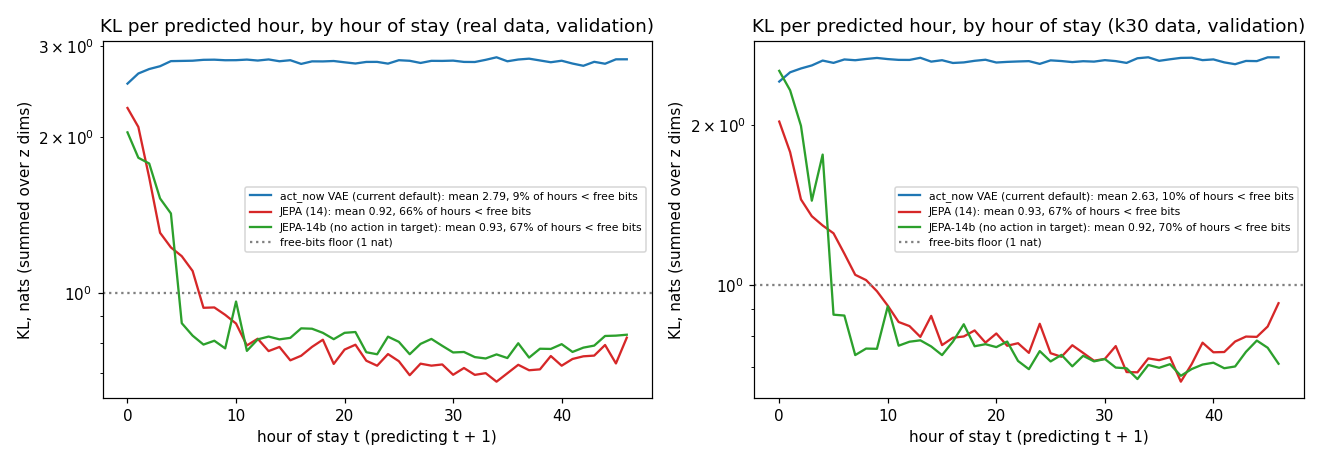 KL per predicted hour, by hour of stay (real data, validation)
3 × 10⁰
2 × 10⁰
10⁰
KL, nats (summed over z dims)
act_now VAE (current default): mean 2.79, 9% of hours < free bits
JEPA (14): mean 0.92, 66% of hours < free bits
JEPA-14b (no action in target): mean 0.93, 67% of hours < free bits
free-bits floor (1 nat)
0 10 20 30 40
hour of stay t (predicting t + 1)
KL per predicted hour, by hour of stay (k30 data, validation)
2 × 10⁰
10⁰
KL, nats (summed over z dims)
act_now VAE (current default): mean 2.63, 10% of hours < free bits
JEPA (14): mean 0.93, 67% of hours < free bits
JEPA-14b (no action in target): mean 0.92, 70% of hours < free bits
free-bits floor (1 nat)
0 10 20 30 40
hour of stay t (predicting t + 1)